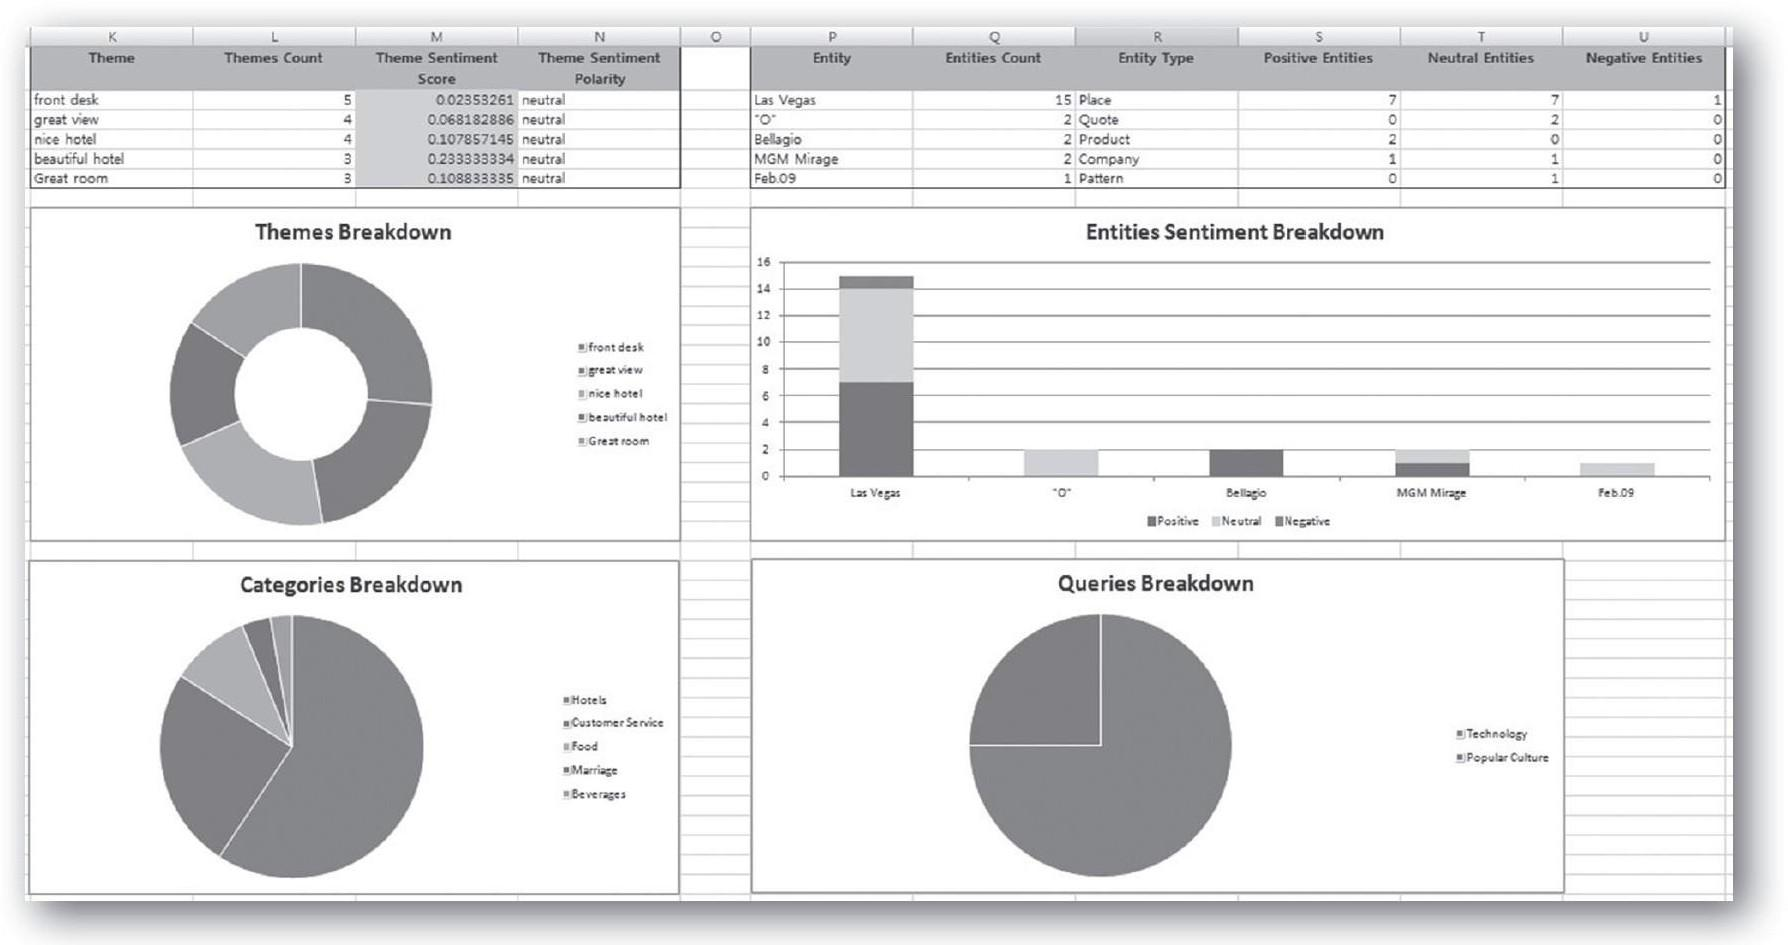 K L M N O P Q R S T U
Theme Themes Count Theme Sentiment Score Theme Sentiment Polarity Entity Entities Count Entity Type Positive Entities Neutral Entities Negative Entities
front desk 5 0.02353261 neutral Las Vegas 15 Place 7 7 1
great view 4 0.068182886 neutral "O" 2 Quote 0 2 0
nice hotel 4 0.107857145 neutral Bellagio 2 Product 2 0 0
beautiful hotel 3 0.233333334 neutral MGM Mirage 2 Company 1 1 0
Great room 3 0.108833335 neutral Feb.09 1 Pattern 0 1 0
Themes Breakdown
front desk
great view
nice hotel
beautiful hotel
Great room
Entities Sentiment Breakdown
16
14
12
10
8
6
4
2
0
Las Vegas "O" Bellagio MGM Mirage Feb.09
Positive Neutral Negative
Categories Breakdown
Hotels
Customer Service
Food
Marriage
Beverages
Queries Breakdown
Technology
Popular Culture